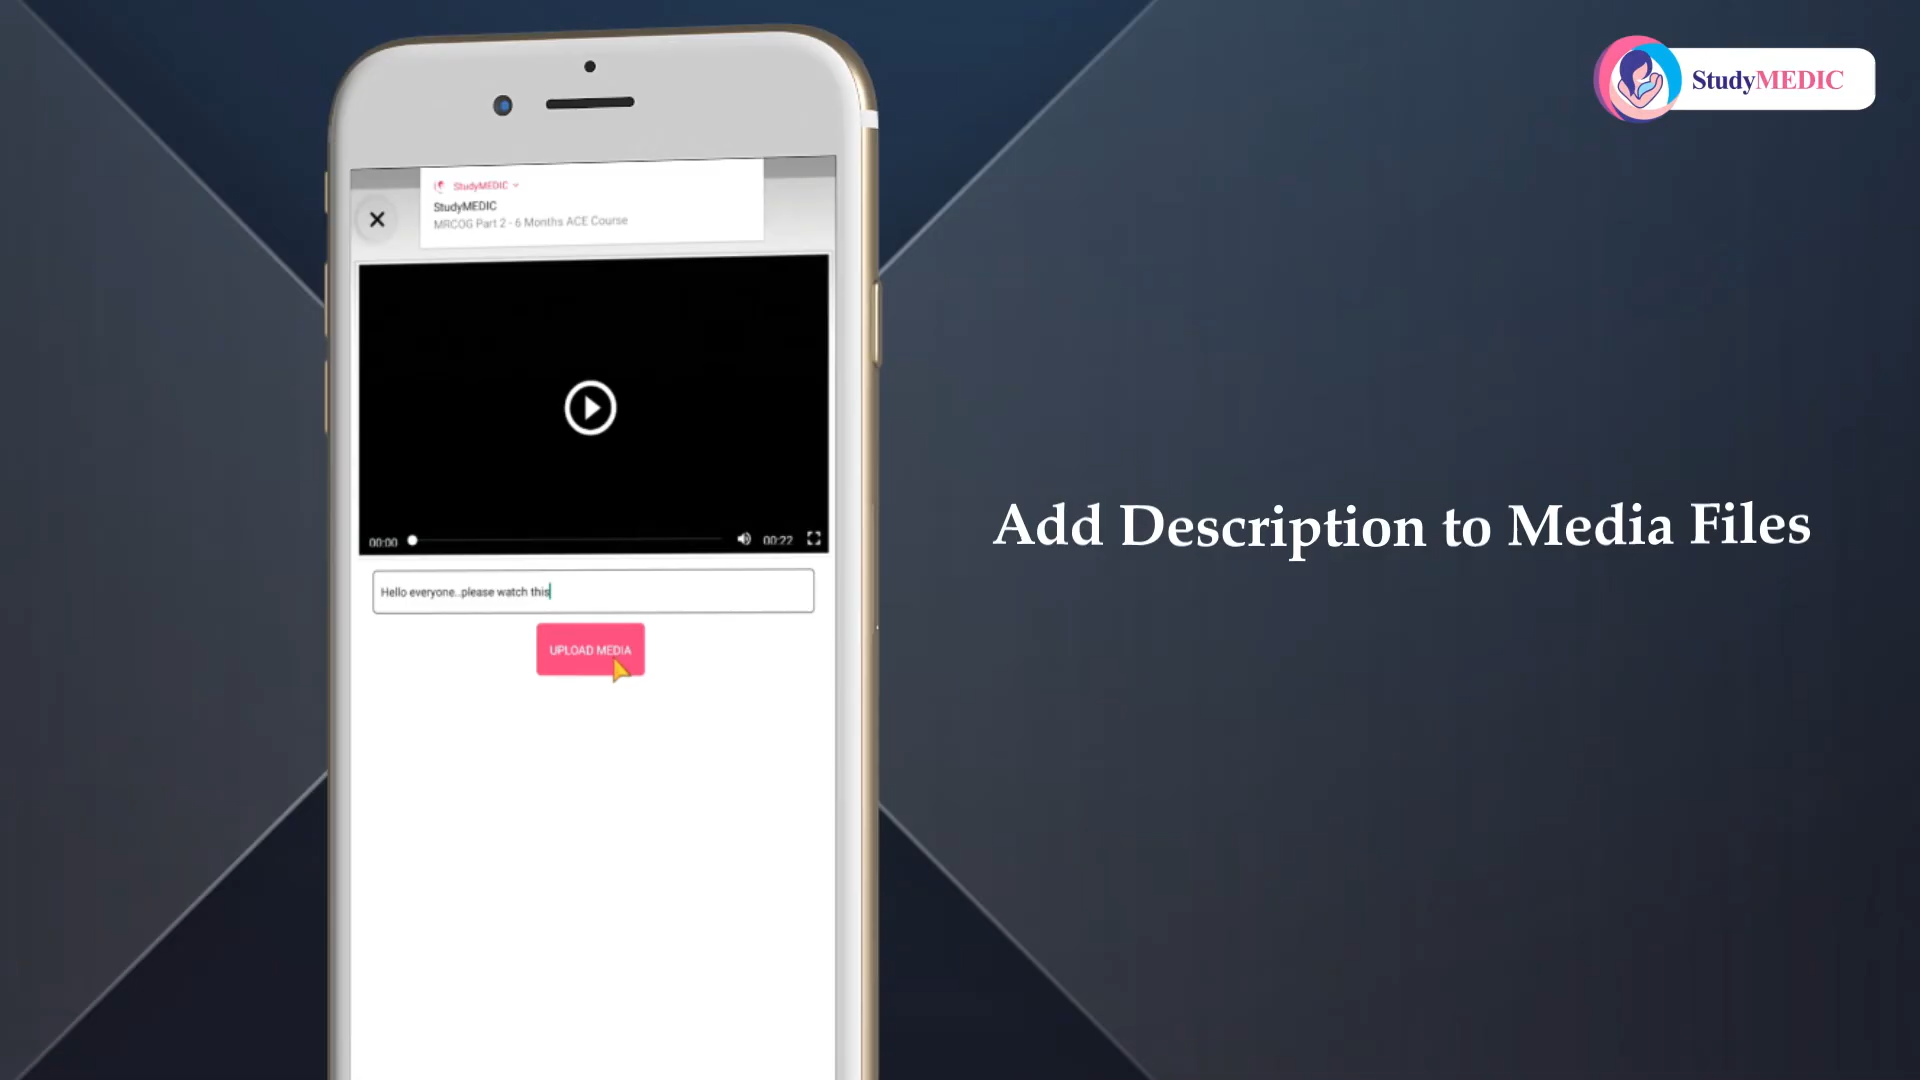 StudyMEDIC
StudyMEDIC
StudyMEDIC
MRCOG Part 2 - 6 Months ACE Course
00:00
00:22
Hello everyone..please watch this
UPLOAD MEDIA
Add Description to Media Files